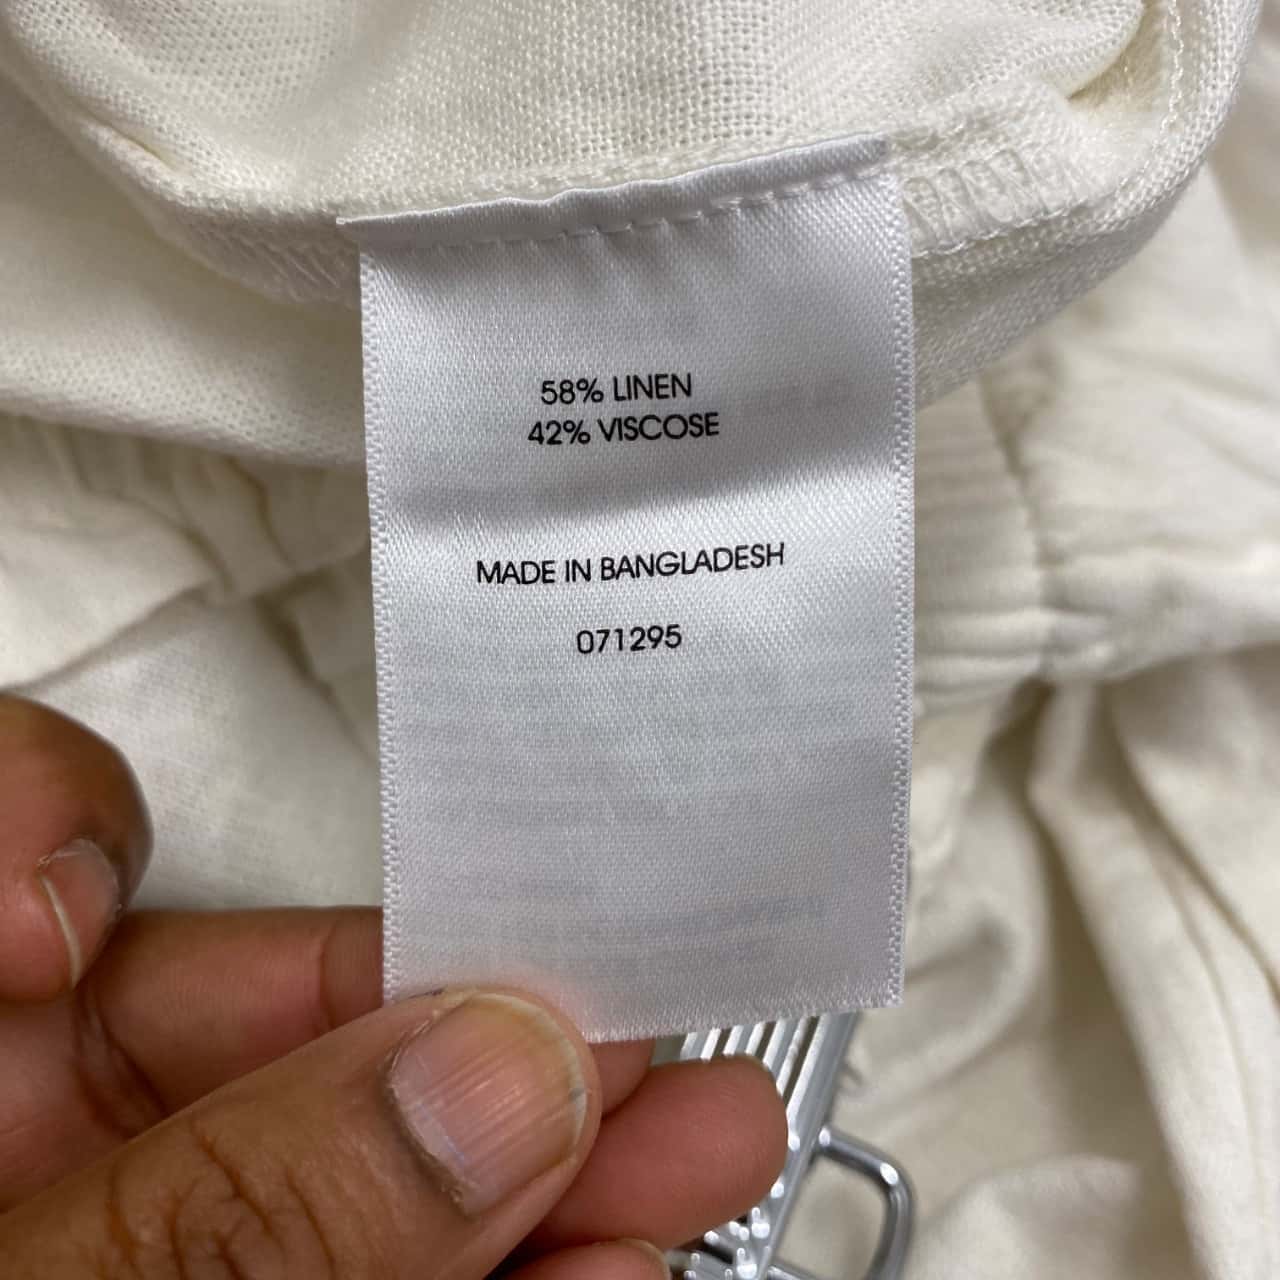 58% LINEN
42% VISCOSE
MADE IN BANGLADESH
071295